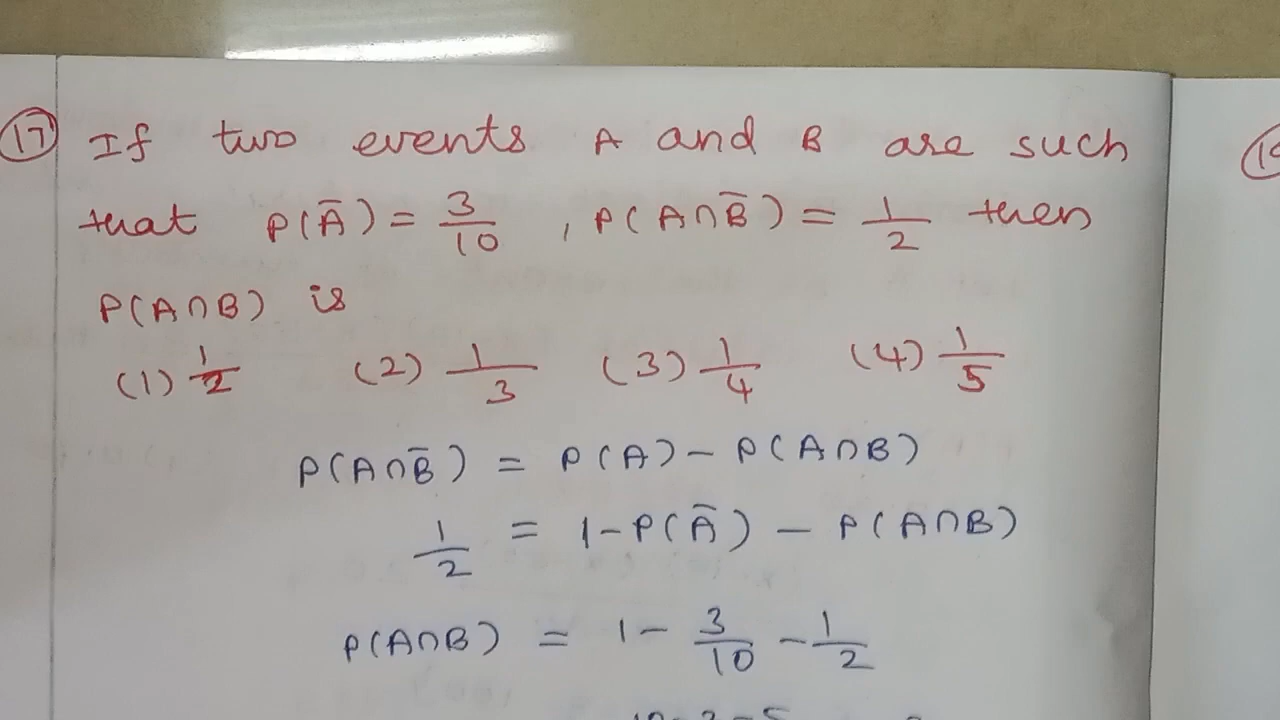 (17) If two events A and B are such
that P(Ā) = 3/10 , P(A∩B̄) = 1/2 then
P(A∩B) is
(1) 1/2 (2) 1/3 (3) 1/4 (4) 1/5
P(A∩B̄) = P(A) - P(A∩B)
1/2 = 1 - P(Ā) - P(A∩B)
P(A∩B) = 1 - 3/10 - 1/2